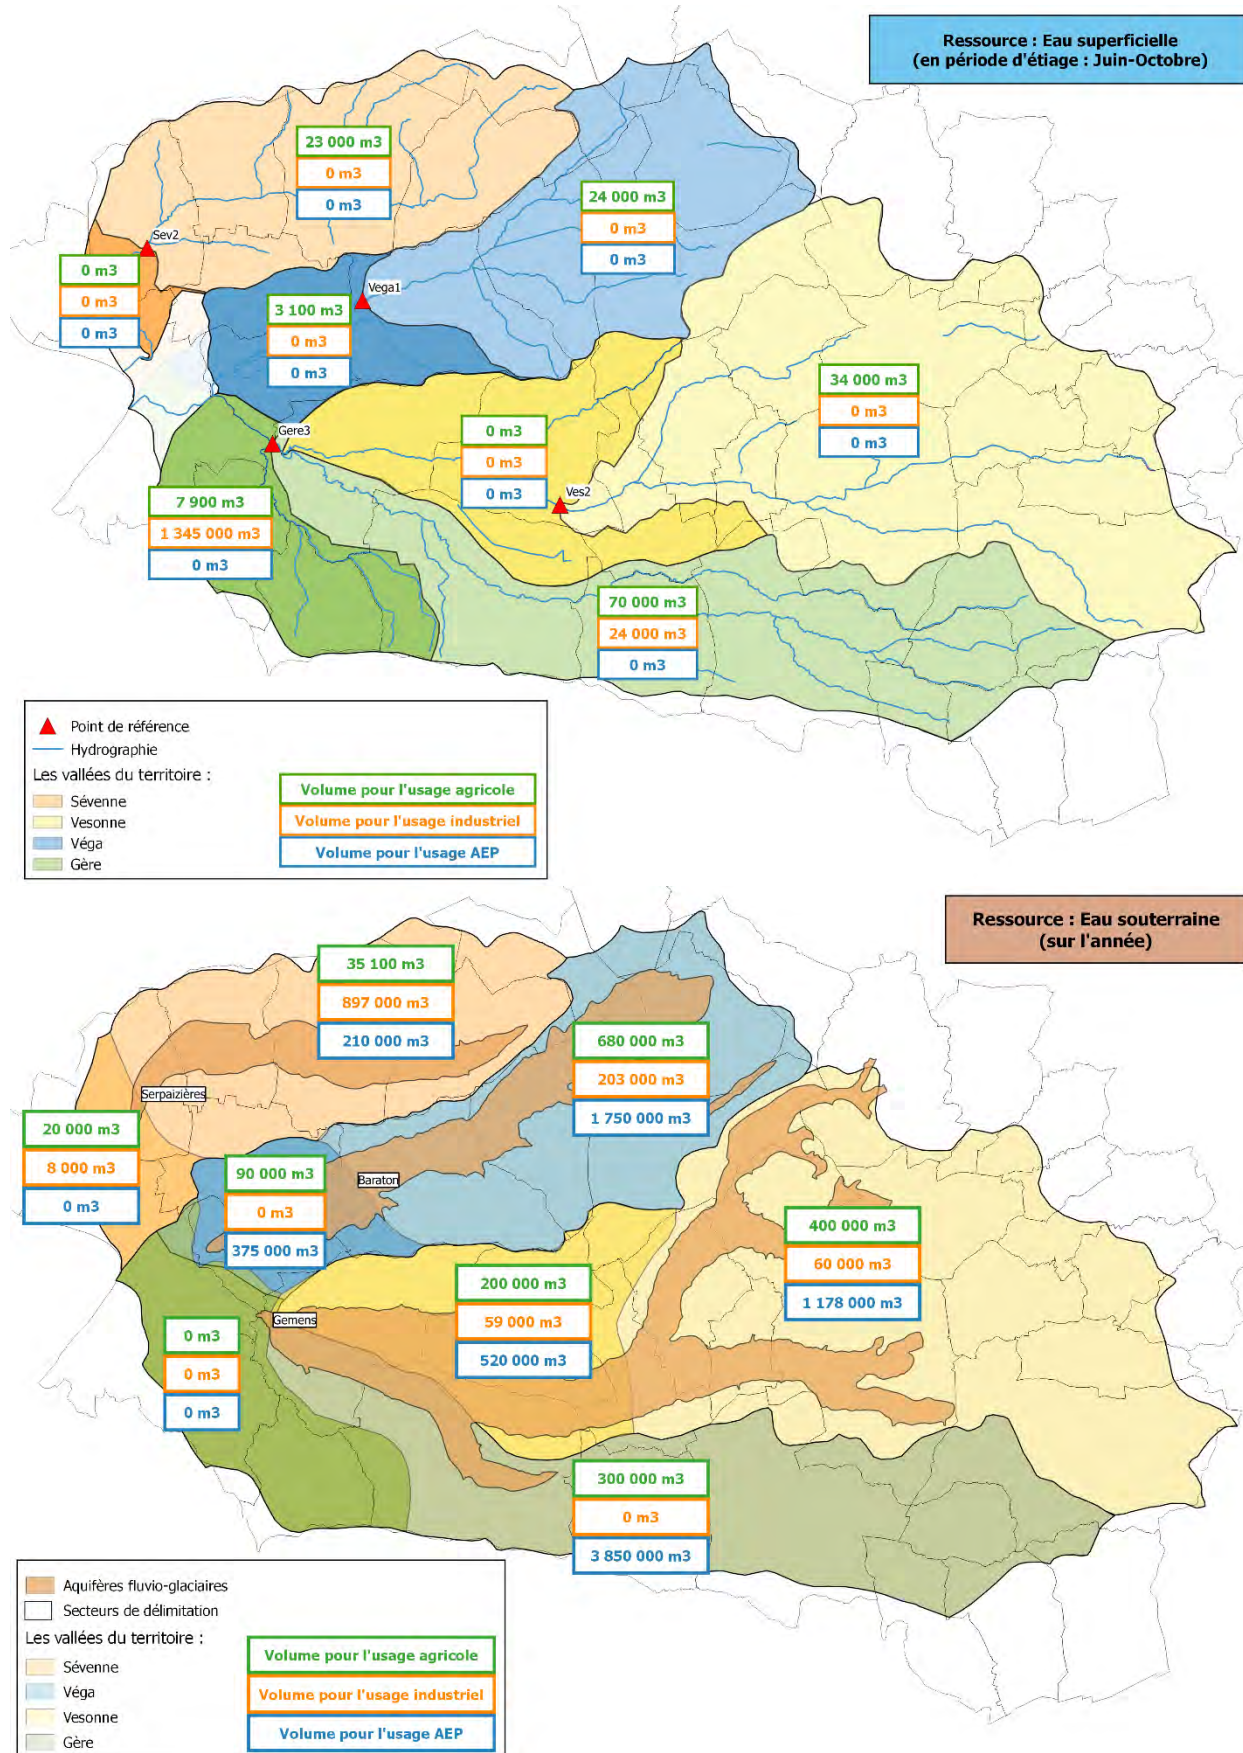 Ressource : Eau superficielle
(en période d'étiage : Juin-Octobre)
23 000 m3
0 m3
0 m3
24 000 m3
0 m3
0 m3
Sev2
0 m3
0 m3
0 m3
Vega1
3 100 m3
0 m3
0 m3
34 000 m3
0 m3
0 m3
Gere3
0 m3
0 m3
0 m3
Ves2
7 900 m3
1 345 000 m3
0 m3
70 000 m3
24 000 m3
0 m3
Point de référence
Hydrographie
Les vallées du territoire :
Sévenne
Vesonne
Véga
Gère
Volume pour l'usage agricole
Volume pour l'usage industriel
Volume pour l'usage AEP
Ressource : Eau souterraine
(sur l'année)
35 100 m3
897 000 m3
210 000 m3
680 000 m3
203 000 m3
1 750 000 m3
Serpaizières
20 000 m3
8 000 m3
0 m3
90 000 m3
0 m3
375 000 m3
Baraton
400 000 m3
60 000 m3
1 178 000 m3
200 000 m3
59 000 m3
520 000 m3
Gemens
0 m3
0 m3
0 m3
300 000 m3
0 m3
3 850 000 m3
Aquifères fluvio-glaciaires
Secteurs de délimitation
Les vallées du territoire :
Sévenne
Véga
Vesonne
Gère
Volume pour l'usage agricole
Volume pour l'usage industriel
Volume pour l'usage AEP